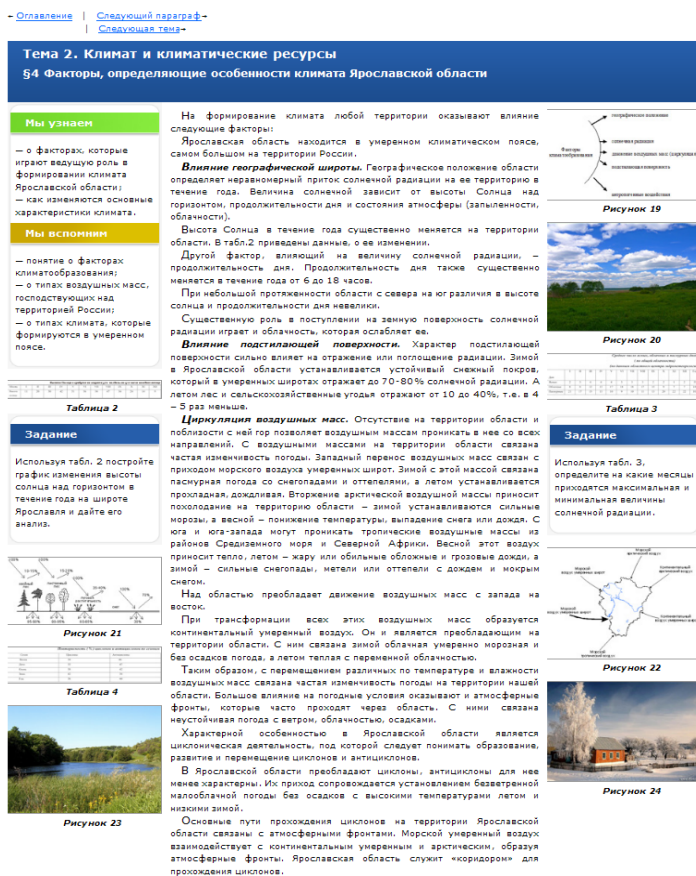 ← Оглавление | Следующий параграф→
| Следующая тема→
Тема 2. Климат и климатические ресурсы
§4 Факторы, определяющие особенности климата Ярославской области
Мы узнаем
— о факторах, которые
играют ведущую роль в
формировании климата
Ярославской области;
— как изменяются основные
характеристики климата.
Мы вспомним
— понятие о факторах
климатообразования;
— о типах воздушных масс,
господствующих над
территорией России;
— о типах климата, которые
формируются в умеренном
поясе.
Таблица 2
Задание
Используя табл. 2 постройте
график изменения высоты
солнца над горизонтом в
течение года на широте
Ярославля и дайте его
анализ.
Рисунок 21
Таблица 4
Рисунок 23
На формирование климата любой территории оказывают влияние
следующие факторы:
Ярославская область находится в умеренном климатическом поясе,
самом большом на территории России.
Влияние географической широты. Географическое положение области
определяет неравномерный приток солнечной радиации на ее территорию в
течение года. Величина солнечной зависит от высоты Солнца над
горизонтом, продолжительности дня и состояния атмосферы (запыленности,
облачности).
Высота Солнца в течение года существенно меняется на территории
области. В табл.2 приведены данные, о ее изменении.
Другой фактор, влияющий на величину солнечной радиации, –
продолжительность дня. Продолжительность дня также существенно
меняется в течение года от 6 до 18 часов.
При небольшой протяженности области с севера на юг различия в высоте
солнца и продолжительности дня невелики.
Существенную роль в поступлении на земную поверхность солнечной
радиации играет и облачность, которая ослабляет ее.
Влияние подстилающей поверхности. Характер подстилающей
поверхности сильно влияет на отражение или поглощение радиации. Зимой
в Ярославской области устанавливается устойчивый снежный покров,
который в умеренных широтах отражает до 70-80% солнечной радиации. А
летом лес и сельскохозяйственные угодья отражают от 10 до 40%, т.е. в 4
– 5 раз меньше.
Циркуляция воздушных масс. Отсутствие на территории области и
поблизости с ней гор позволяет воздушным массам проникать в нее со всех
направлений. С воздушными массами на территории области связана
частая изменивость погоды. Западный перенос воздушных масс связан с
приходом морского воздуха умеренных широт. Зимой с этой массой связана
пасмурная погода со снегопадами и оттепелями, а летом устанавливается
прохладная, дождливая. Вторжение арктической воздушной массы приносит
похолодание на территорию области – зимой устанавливаются сильные
морозы, а весной – понижение температуры, выпадение снега или дождя. С
юга и юга-запада могут проникать тропические воздушные массы из
районов Средиземного моря и Северной Африки. Весной этот воздух
приносит тепло, летом – жару или обильные обложные и грозовые дожди, а
зимой – сильные снегопады, метели или оттепели с дождем и мокрым
снегом.
Над областью преобладает движение воздушных масс с запада на
восток.
При трансформации всех этих воздушных масс образуется
континентальный умеренный воздух. Он и является преобладающим на
территории области. С ним связана зимой облачная умеренно морозная и
без осадков погода, а летом теплая с переменной облачностью.
Таким образом, с перемещением различных по температуре и влажности
воздушных масс связана частая изменчивость погоды на территории нашей
области. Большое влияние на погодные условия оказывают и атмосферные
фронты, которые часто проходят через область. С ними связана
неустойчивая погода с ветром, облачностью, осадками.
Характерной особенностью в Ярославской области является
циклоническая деятельность, под которой следует понимать образование,
развитие и перемещение циклонов и антициклонов.
В Ярославской области преобладают циклоны, антициклоны для нее
менее характерны. Их приход сопровождается установлением безветренной
малооблачной погоды без осадков с высокими температурами летом и
низкими зимой.
Основные пути прохождения циклонов на территории Ярославской
области связаны с атмосферными фронтами. Морской умеренный воздух
взаимодействует с континентальным умеренным и арктическим, образуя
атмосферные фронты. Ярославская область служит «коридором» для
прохождения циклонов.
Факторы
климатообразования
географическое положение
солнечная радиация
подстилающая поверхность
Рисунок 19
Рисунок 20
Таблица 3
Задание
Используя табл. 3,
определите на какие месяцы
приходятся максимальная и
минимальная величины
солнечной радиации.
Рисунок 22
Рисунок 24